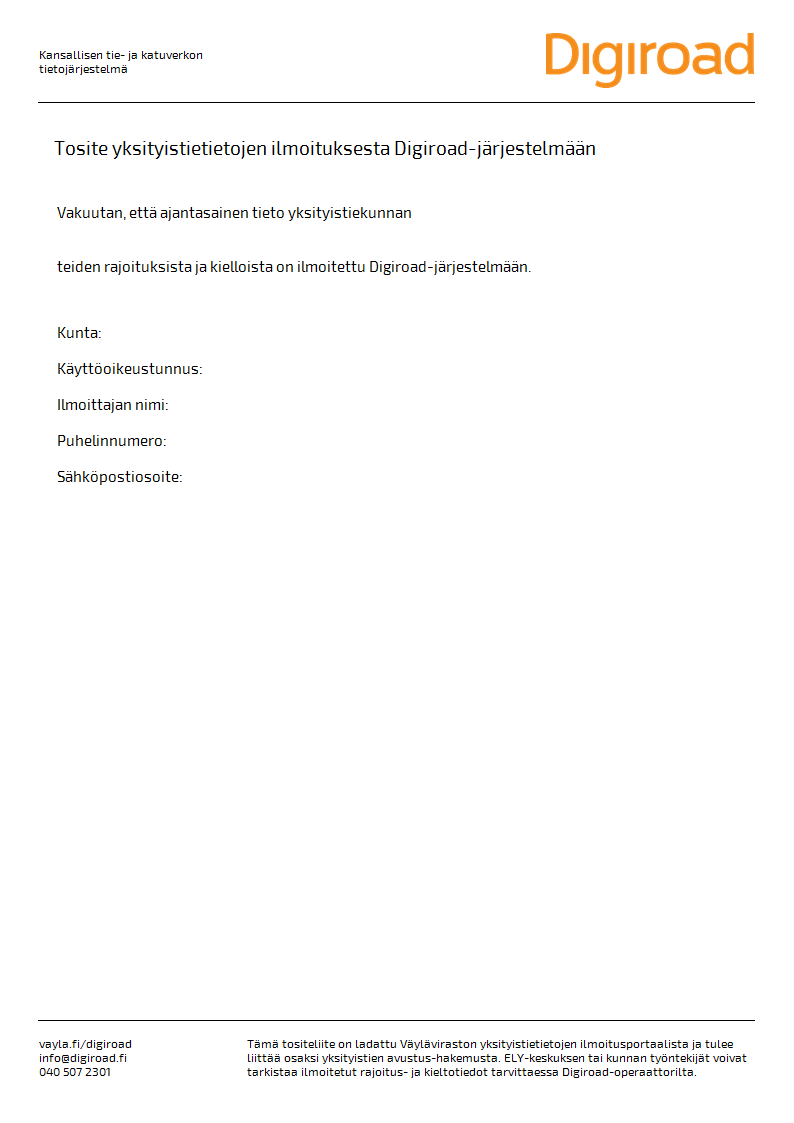 Kansallisen tie- ja katuverkon
tietojärjestelmä
Digiroad
Tosite yksityistietietojen ilmoituksesta Digiroad-järjestelmään
Vakuutan, että ajantasainen tieto yksityistiekunnan
teiden rajoituksista ja kielloista on ilmoitettu Digiroad-järjestelmään.
Kunta:
Käyttöoikeustunnus:
Ilmoittajan nimi:
Puhelinnumero:
Sähköpostiosoite:
vayla.fi/digiroad
info@digiroad.fi
040 507 2301
Tämä tositeliite on ladattu Väyläviraston yksityistietietojen ilmoitusportaalista ja tulee
liittää osaksi yksityistien avustus-hakemusta. ELY-keskuksen tai kunnan työntekijät voivat
tarkistaa ilmoitetut rajoitus- ja kieltotiedot tarvittaessa Digiroad-operaattorilta.